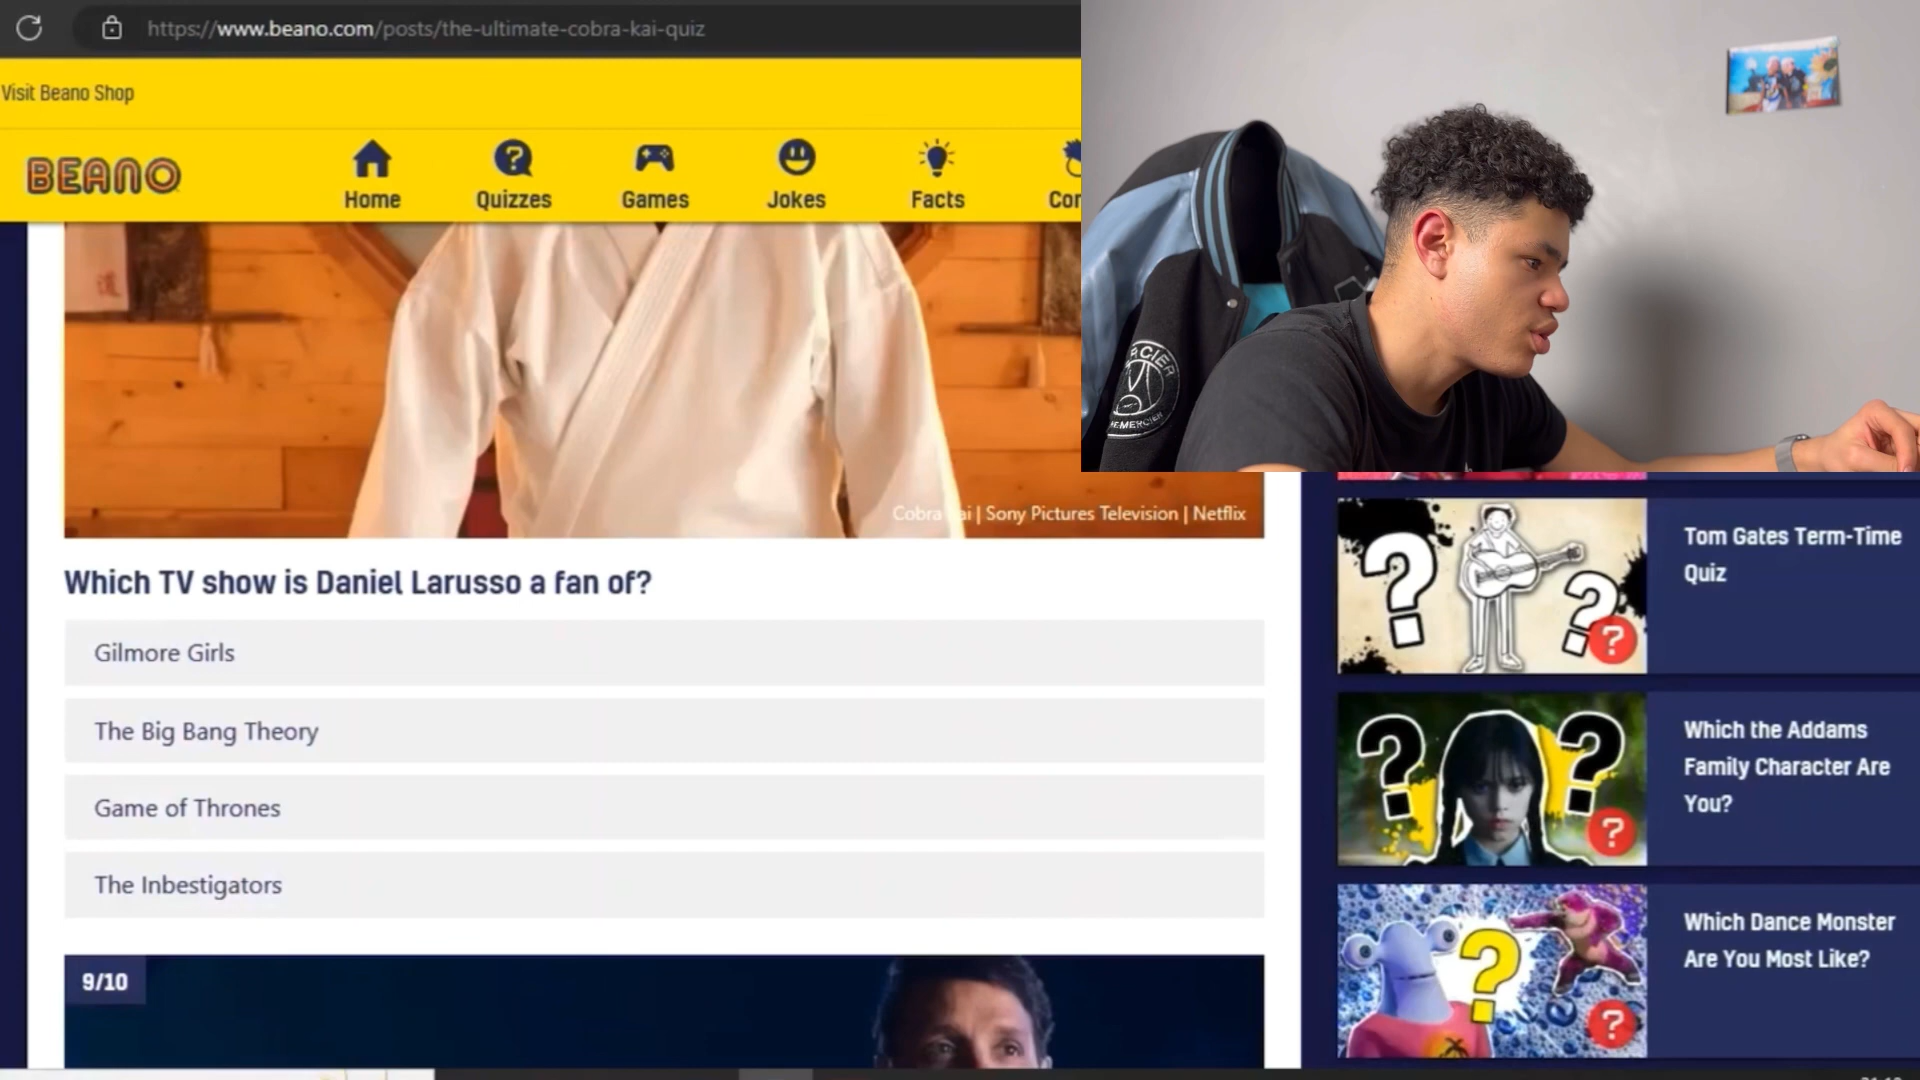 https://www.beano.com/posts/the-ultimate-cobra-kai-quiz
Visit Beano Shop
BEANO
Home
Quizzes
Games
Jokes
Facts
Cobra Kai | Sony Pictures Television | Netflix
Which TV show is Daniel Larusso a fan of?
Gilmore Girls
The Big Bang Theory
Game of Thrones
The Inbestigators
9/10
Tom Gates Term-Time
Quiz
?
?
?
Which the Addams
Family Character Are
You?
?
?
?
Which Dance Monster
Are You Most Like?
?
?